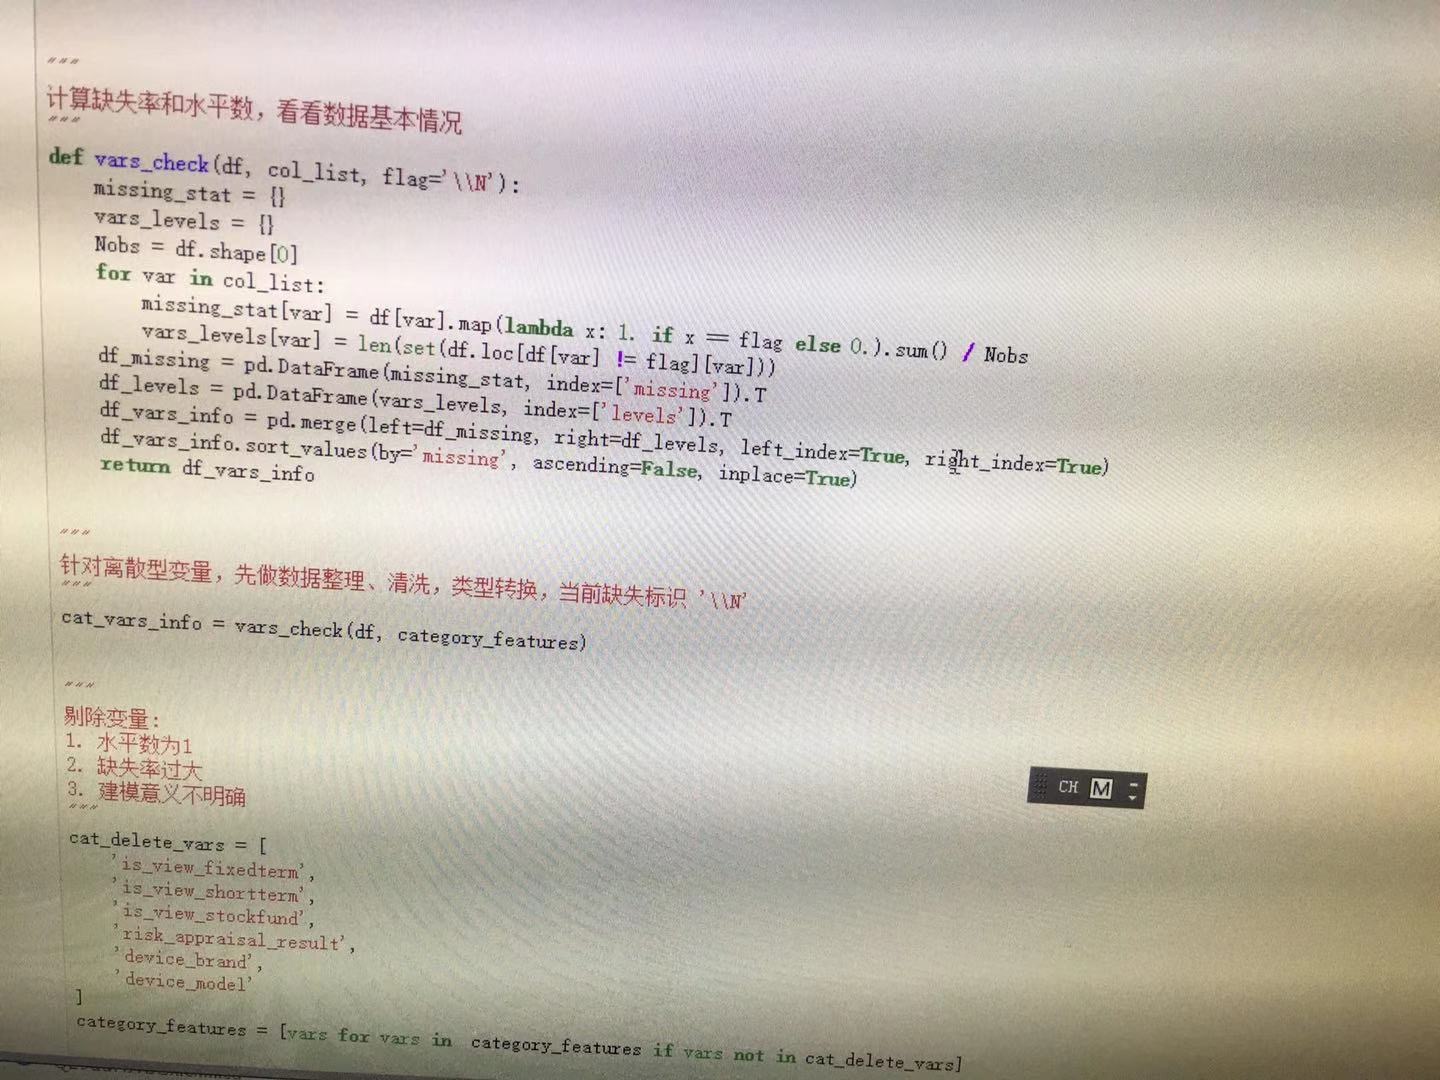 """
计算缺失率和水平数，看看数据基本情况
"""
def vars_check(df, col_list, flag='\\N'):
    missing_stat = {}
    vars_levels = {}
    Nobs = df.shape[0]
    for var in col_list:
        missing_stat[var] = df[var].map(lambda x: 1. if x == flag else 0.).sum() / Nobs
        vars_levels[var] = len(set(df.loc[df[var] != flag][var]))
    df_missing = pd.DataFrame(missing_stat, index=['missing']).T
    df_levels = pd.DataFrame(vars_levels, index=['levels']).T
    df_vars_info = pd.merge(left=df_missing, right=df_levels, left_index=True, right_index=True)
    df_vars_info.sort_values(by='missing', ascending=False, inplace=True)
    return df_vars_info
"""
针对离散型变量，先做数据整理、清洗，类型转换，当前缺失标识 '\\N'
"""
cat_vars_info = vars_check(df, category_features)
"""
剔除变量：
1. 水平数为1
2. 缺失率过大
3. 建模意义不明确
"""
cat_delete_vars = [
    'is_view_fixedterm',
    'is_view_shortterm',
    'is_view_stockfund',
    'risk_appraisal_result',
    'device_brand',
    'device_model'
]
category_features = [vars for vars in category_features if vars not in cat_delete_vars]
CH M